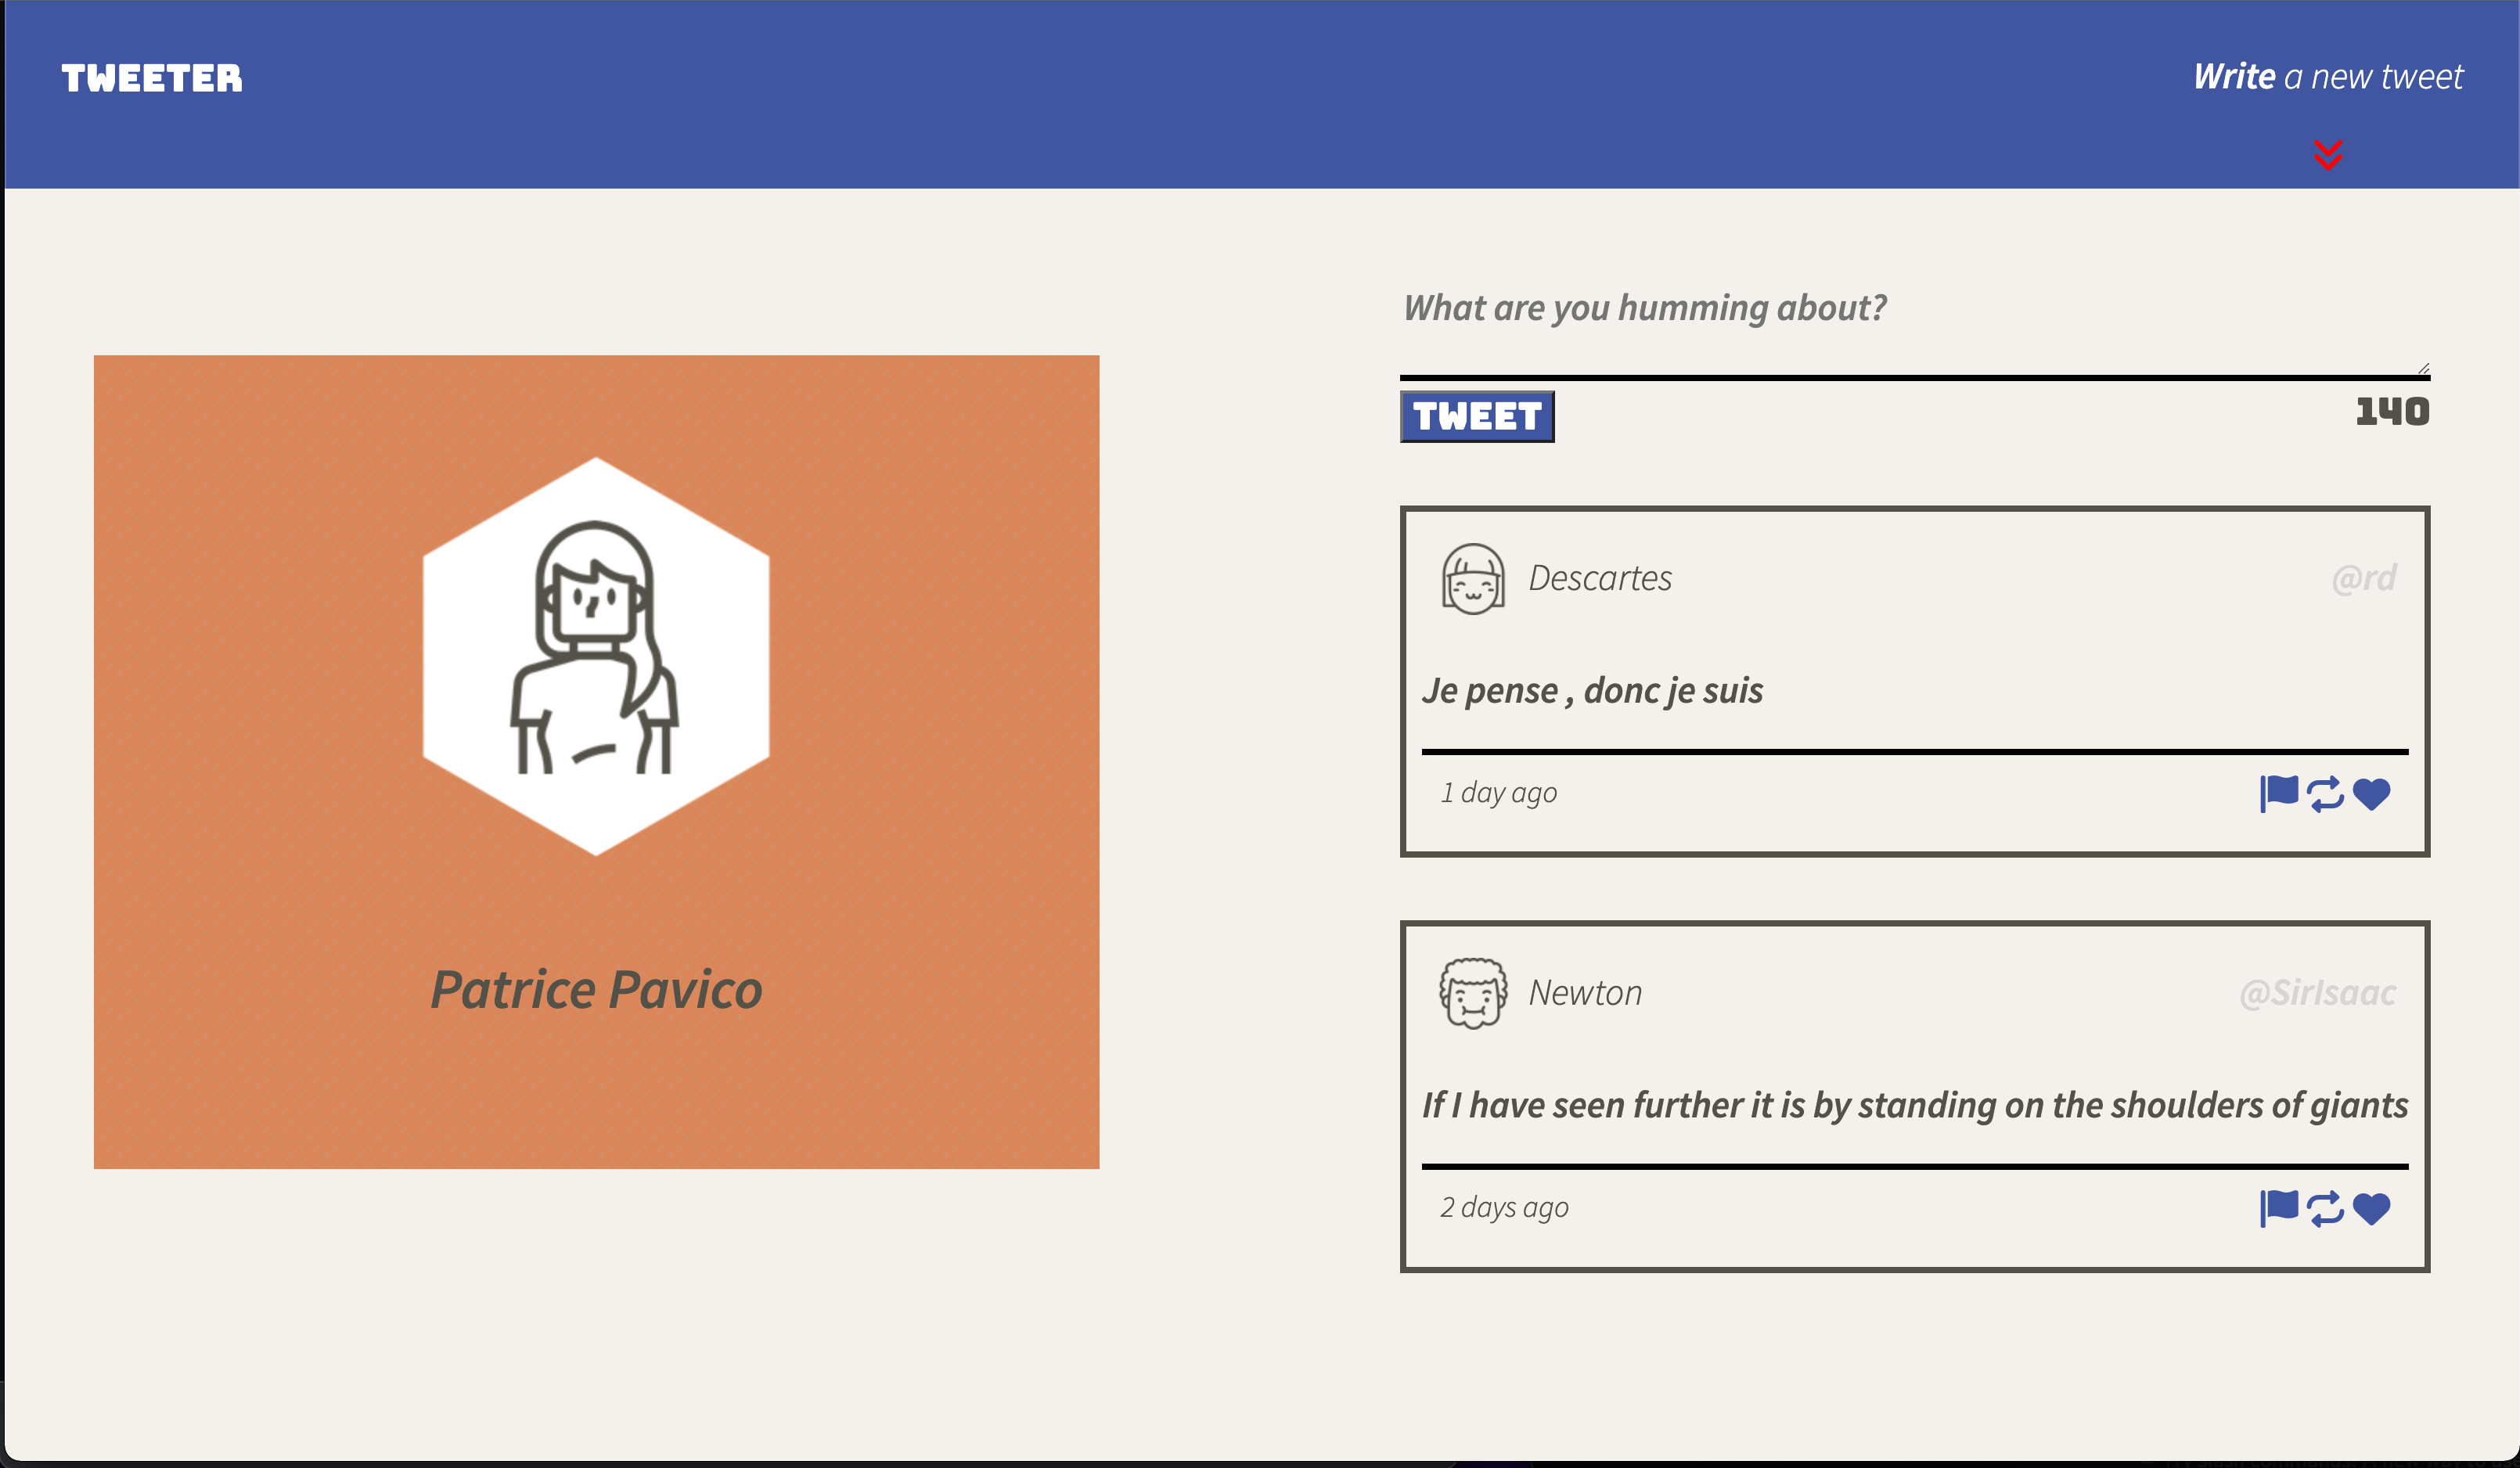 TWEETER
Write a new tweet
What are you humming about?
TWEET
140
Patrice Pavico
Descartes
@rd
Je pense , donc je suis
1 day ago
Newton
@SirIsaac
If I have seen further it is by standing on the shoulders of giants
2 days ago